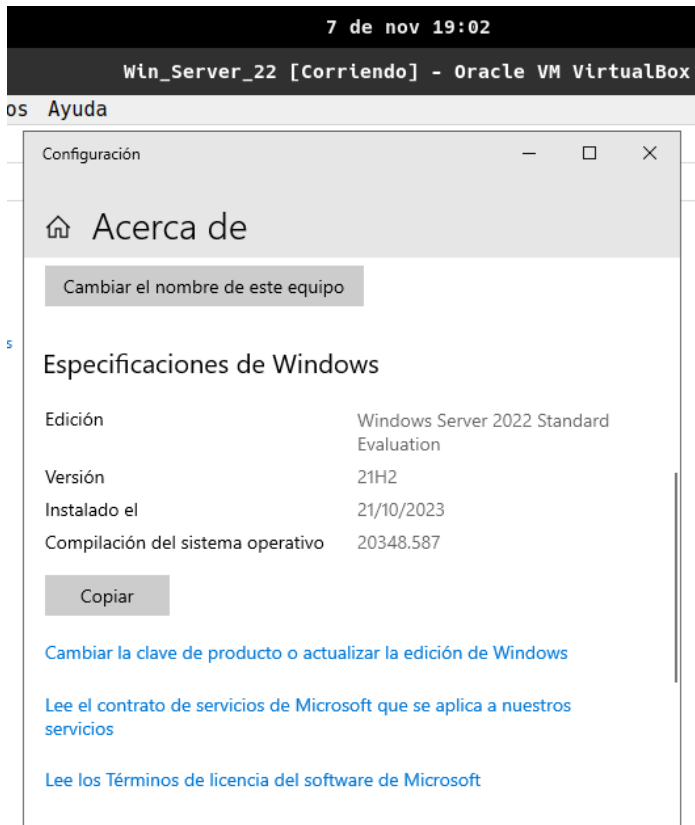 7 de nov 19:02
Win_Server_22 [Corriendo] - Oracle VM VirtualBox
os Ayuda
Configuración
Acerca de
Cambiar el nombre de este equipo
s
Especificaciones de Windows
Edición Windows Server 2022 Standard
Evaluation
Versión 21H2
Instalado el 21/10/2023
Compilación del sistema operativo 20348.587
Copiar
Cambiar la clave de producto o actualizar la edición de Windows
Lee el contrato de servicios de Microsoft que se aplica a nuestros
servicios
Lee los Términos de licencia del software de Microsoft